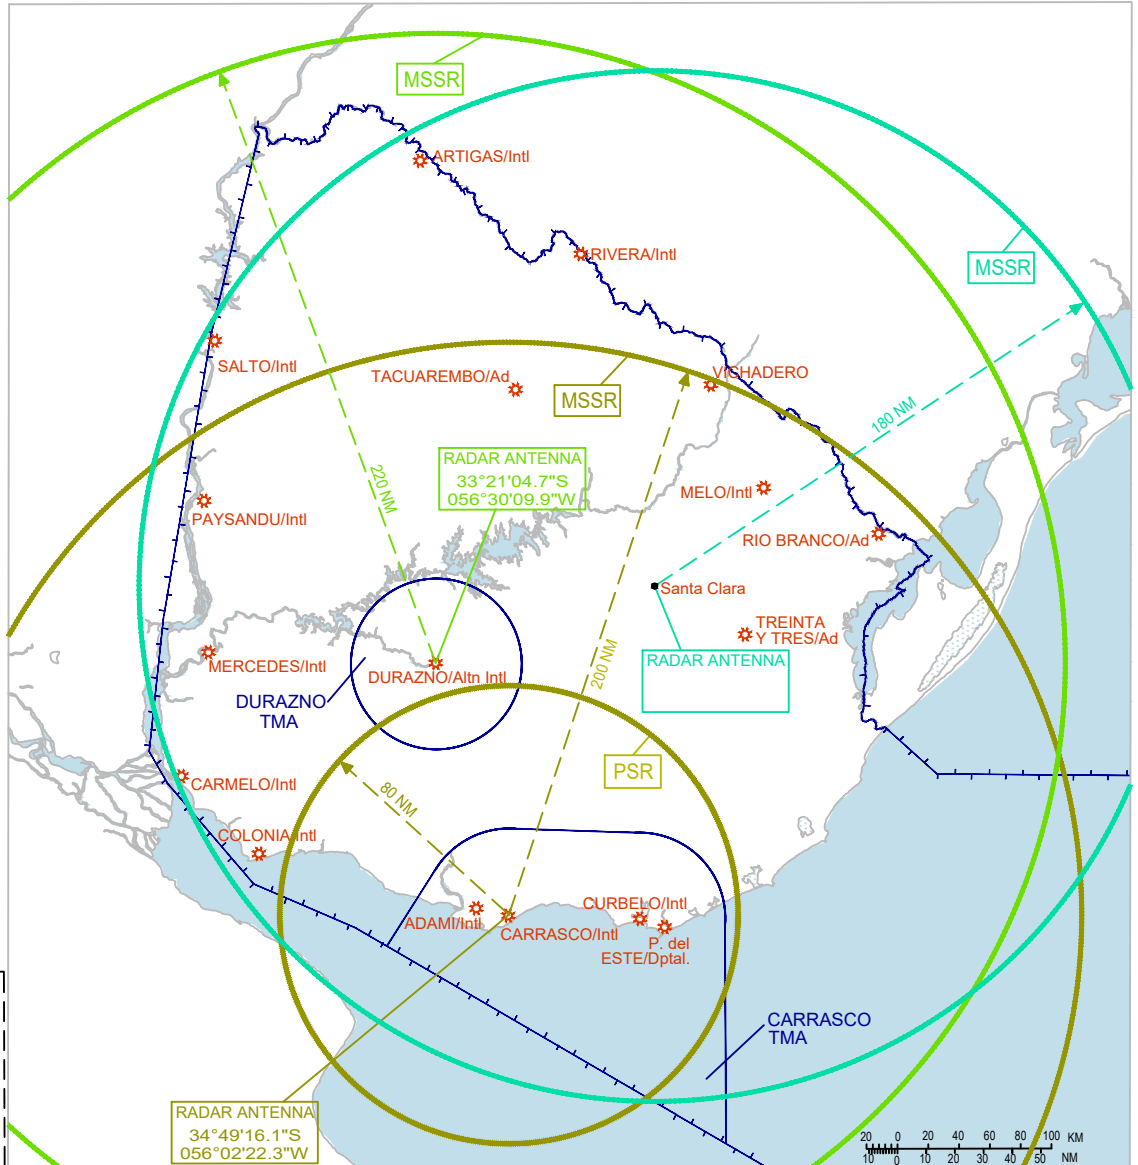 MSSR
ARTIGAS/Intl
RIVERA/Intl
MSSR
SALTO/Intl
TACUAREMBO/Ad
VICHADERO
MSSR
180 NM
RADAR ANTENNA
33°21'04.7"S
056°30'09.9"W
220 NM
MELO/Intl
PAYSANDU/Intl
RIO BRANCO/Ad
Santa Clara
TREINTA
Y TRES/Ad
MERCEDES/Intl
DURAZNO/Altn Intl
200 NM
RADAR ANTENNA
DURAZNO
TMA
PSR
CARMELO/Intl
80 NM
COLONIA/Intl
ADAMI/Intl
CARRASCO/Intl
CURBELO/Intl
P. del
ESTE/Dptal.
CARRASCO
TMA
RADAR ANTENNA
34°49'16.1"S
056°02'22.3"W
20 0 20 40 60 80 100 KM
10 0 10 20 30 40 50 NM